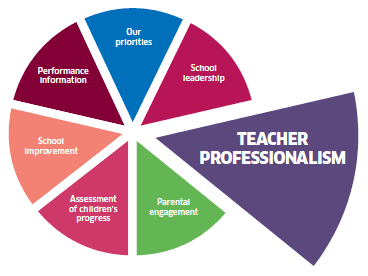 Our
priorities
School
leadership
TEACHER
PROFESSIONALISM
Parental
engagement
Assessment
of children's
progress
School
improvement
Performance
information